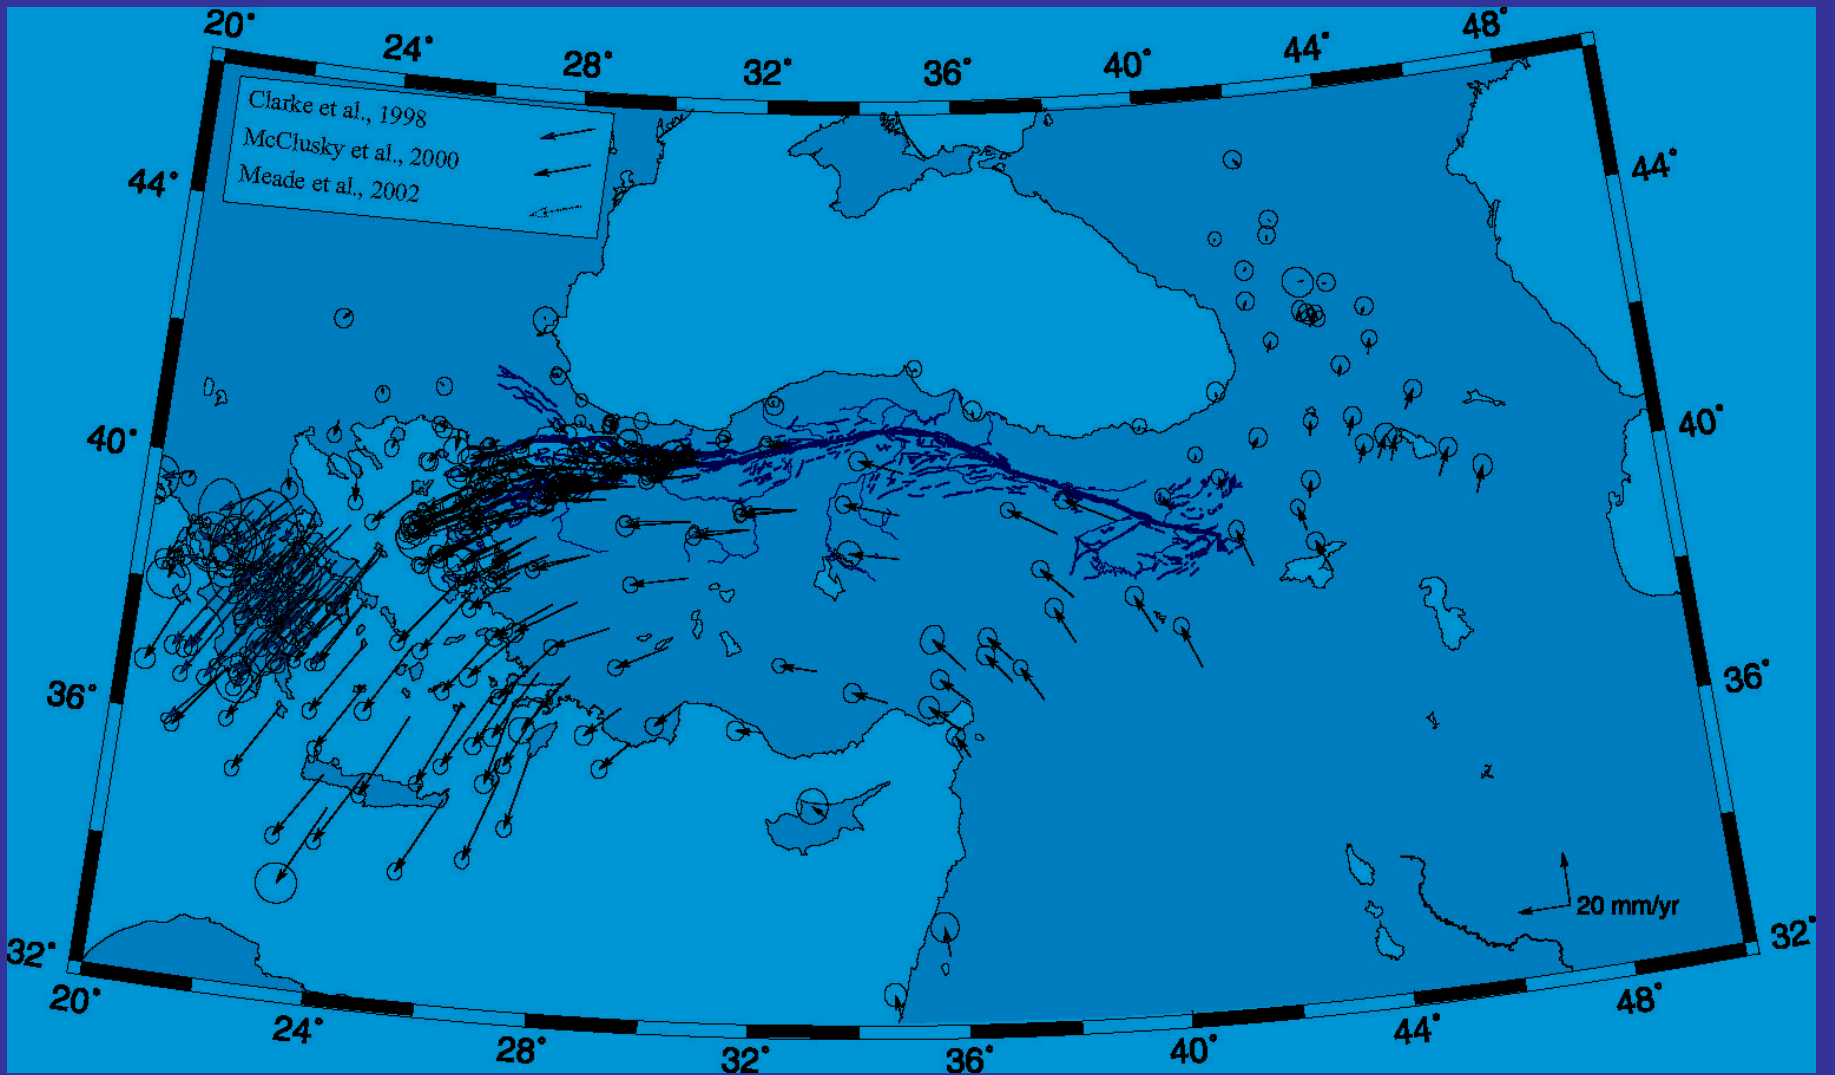 20° 24° 28° 32° 36° 40° 44° 48°
Clarke et al., 1998
McClusky et al., 2000
Meade et al., 2002
44° 44°
40° 40°
36° 36°
20 mm/yr
32° 32°
20° 24° 28° 32° 36° 40° 44° 48°